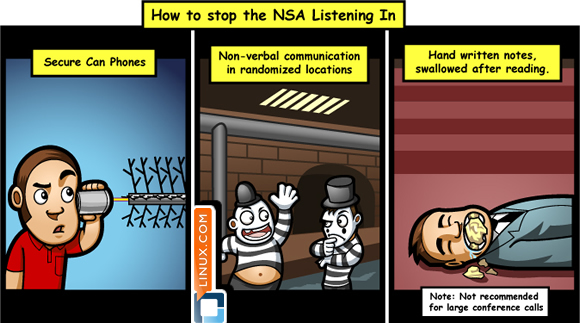 How to stop the NSA Listening In
Secure Can Phones
Non-verbal communication
in randomized locations
Hand written notes,
swallowed after reading.
LINUX.COM
Note: Not recommended
for large conference calls